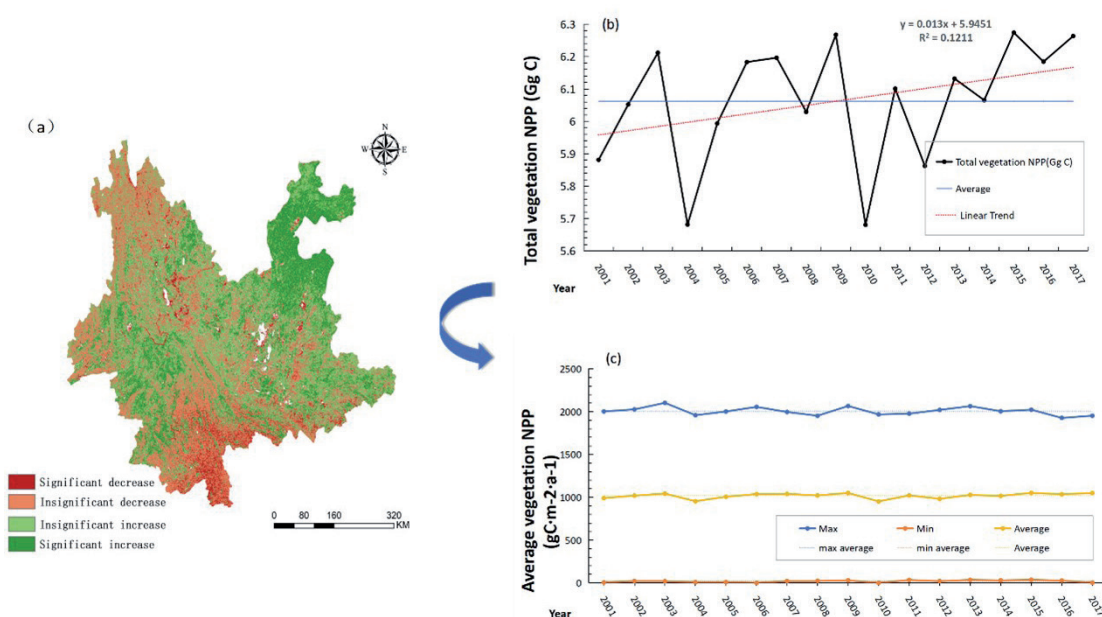 (a)
N
W E
S
Significant decrease
Insignificant decrease
Insignificant increase
Significant increase
0 80 160 320
KM
(b)
y = 0.013x + 5.9451
R² = 0.1211
Total vegetation NPP (Gg C)
6.3
6.2
6.1
6
5.9
5.8
5.7
5.6
Total vegetation NPP(Gg C)
Average
Linear Trend
2001 2002 2003 2004 2005 2006 2007 2008 2009 2010 2011 2012 2013 2014 2015 2016 2017
Year
(c)
Average vegetation NPP
(gC·m-2·a-1)
2500
2000
1500
1000
500
0
Max Min Average
max average min average Average
2001 2002 2003 2004 2005 2006 2007 2008 2009 2010 2011 2012 2013 2014 2015 2016 2017
Year